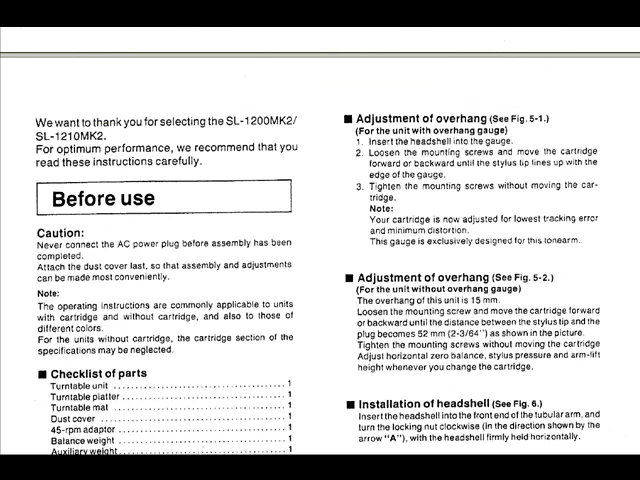 We want to thank you for selecting the SL-1200MK2/
SL-1210MK2.
For optimum performance, we recommend that you
read these instructions carefully.
Before use
Caution:
Never connect the AC power plug before assembly has been
completed.
Attach the dust cover last, so that assembly and adjustments
can be made most conveniently.
Note:
The operating instructions are commonly applicable to units
with cartridge and without cartridge, and also to those of
different colors.
For the units without cartridge, the cartridge section of the
specifications may be neglected.
■ Checklist of parts
Turntable unit ........................................ 1
Turntable platter ...................................... 1
Turntable mat ........................................ 1
Dust cover ........................................... 1
45-rpm adaptor ....................................... 1
Balance weight ....................................... 1
Auxiliary weight ...................................... 1
■ Adjustment of overhang (See Fig. 5-1.)
(For the unit with overhang gauge)
1. Insert the headshell into the gauge.
2. Loosen the mounting screws and move the cartridge
forward or backward until the stylus tip lines up with the
edge of the gauge.
3. Tighten the mounting screws without moving the car-
tridge.
Note:
Your cartridge is now adjusted for lowest tracking error
and minimum distortion.
This gauge is exclusively designed for this tonearm.
■ Adjustment of overhang (See Fig. 5-2.)
(For the unit without overhang gauge)
The overhang of this unit is 15 mm.
Loosen the mounting screw and move the cartridge forward
or backward until the distance between the stylus tip and the
plug becomes 52 mm (2-3/64") as shown in the picture.
Tighten the mounting screws without moving the cartridge
Adjust horizontal zero balance, stylus pressure and arm-lift
height whenever you change the cartridge.
■ Installation of headshell (See Fig. 6.)
Insert the headshell into the front end of the tubular arm, and
turn the locking nut clockwise (in the direction shown by the
arrow "A"), with the headshell firmly held horizontally.